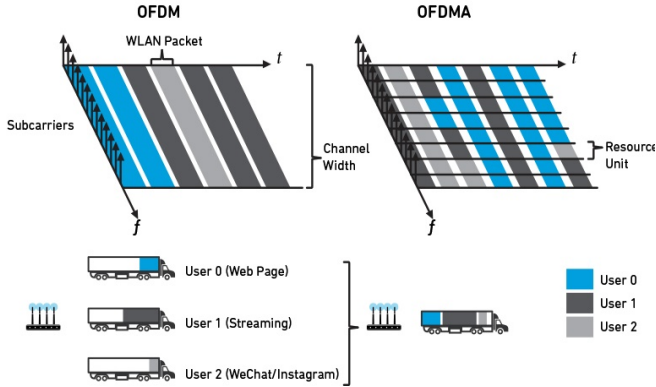 OFDM
OFDMA
WLAN Packet
t
t
Subcarriers
Channel
Width
Resource
Unit
f
f
User 0 (Web Page)
User 1 (Streaming)
User 2 (WeChat/Instagram)
User 0
User 1
User 2